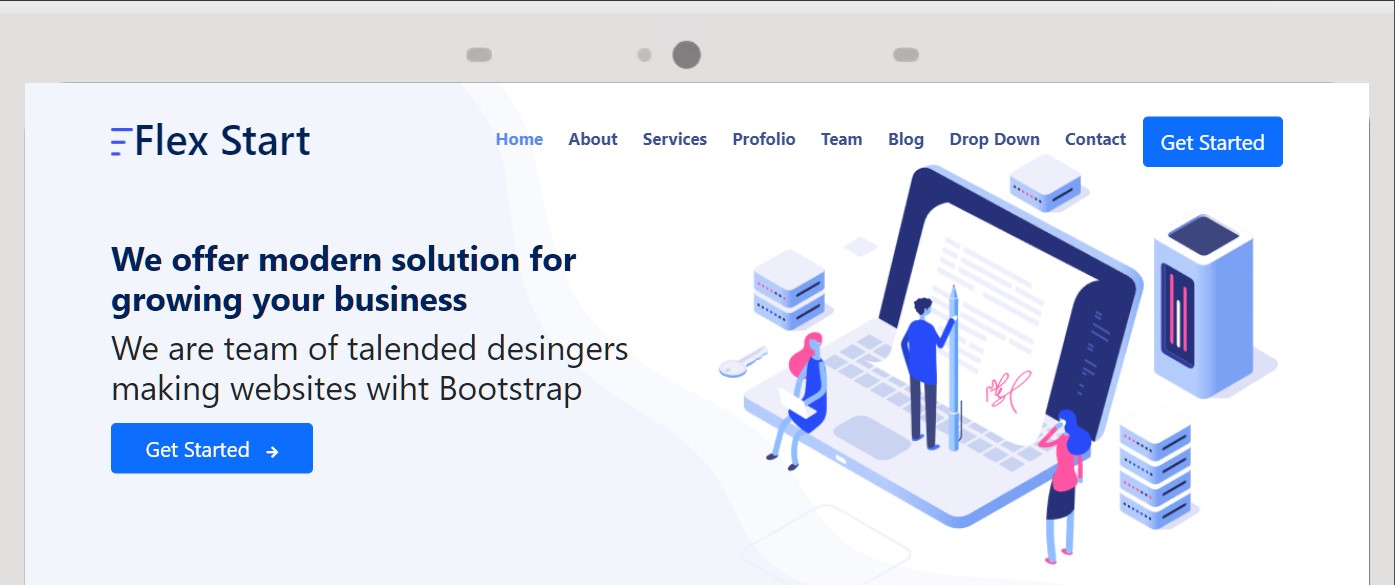 Flex Start
Home About Services Profolio Team Blog Drop Down Contact Get Started
We offer modern solution for
growing your business
We are team of talended desingers
making websites wiht Bootstrap
Get Started →